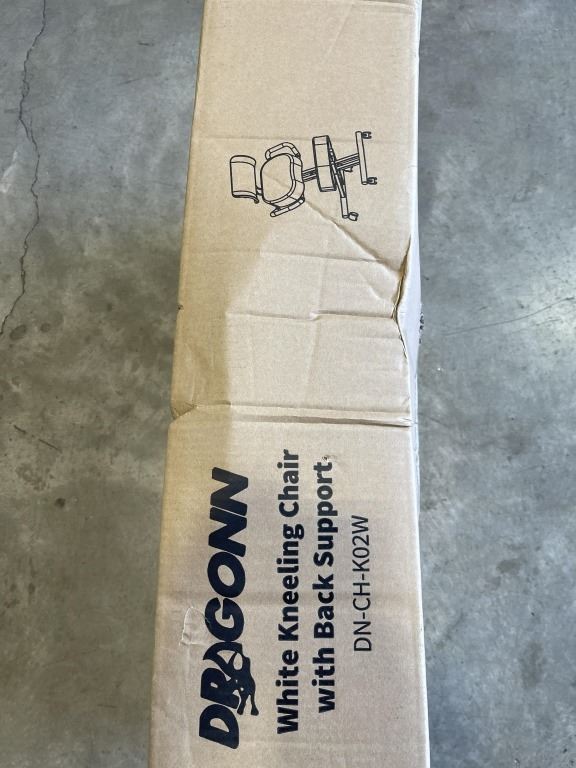 DRAGONN
White Kneeling Chair
with Back Support
DN-CH-K02W